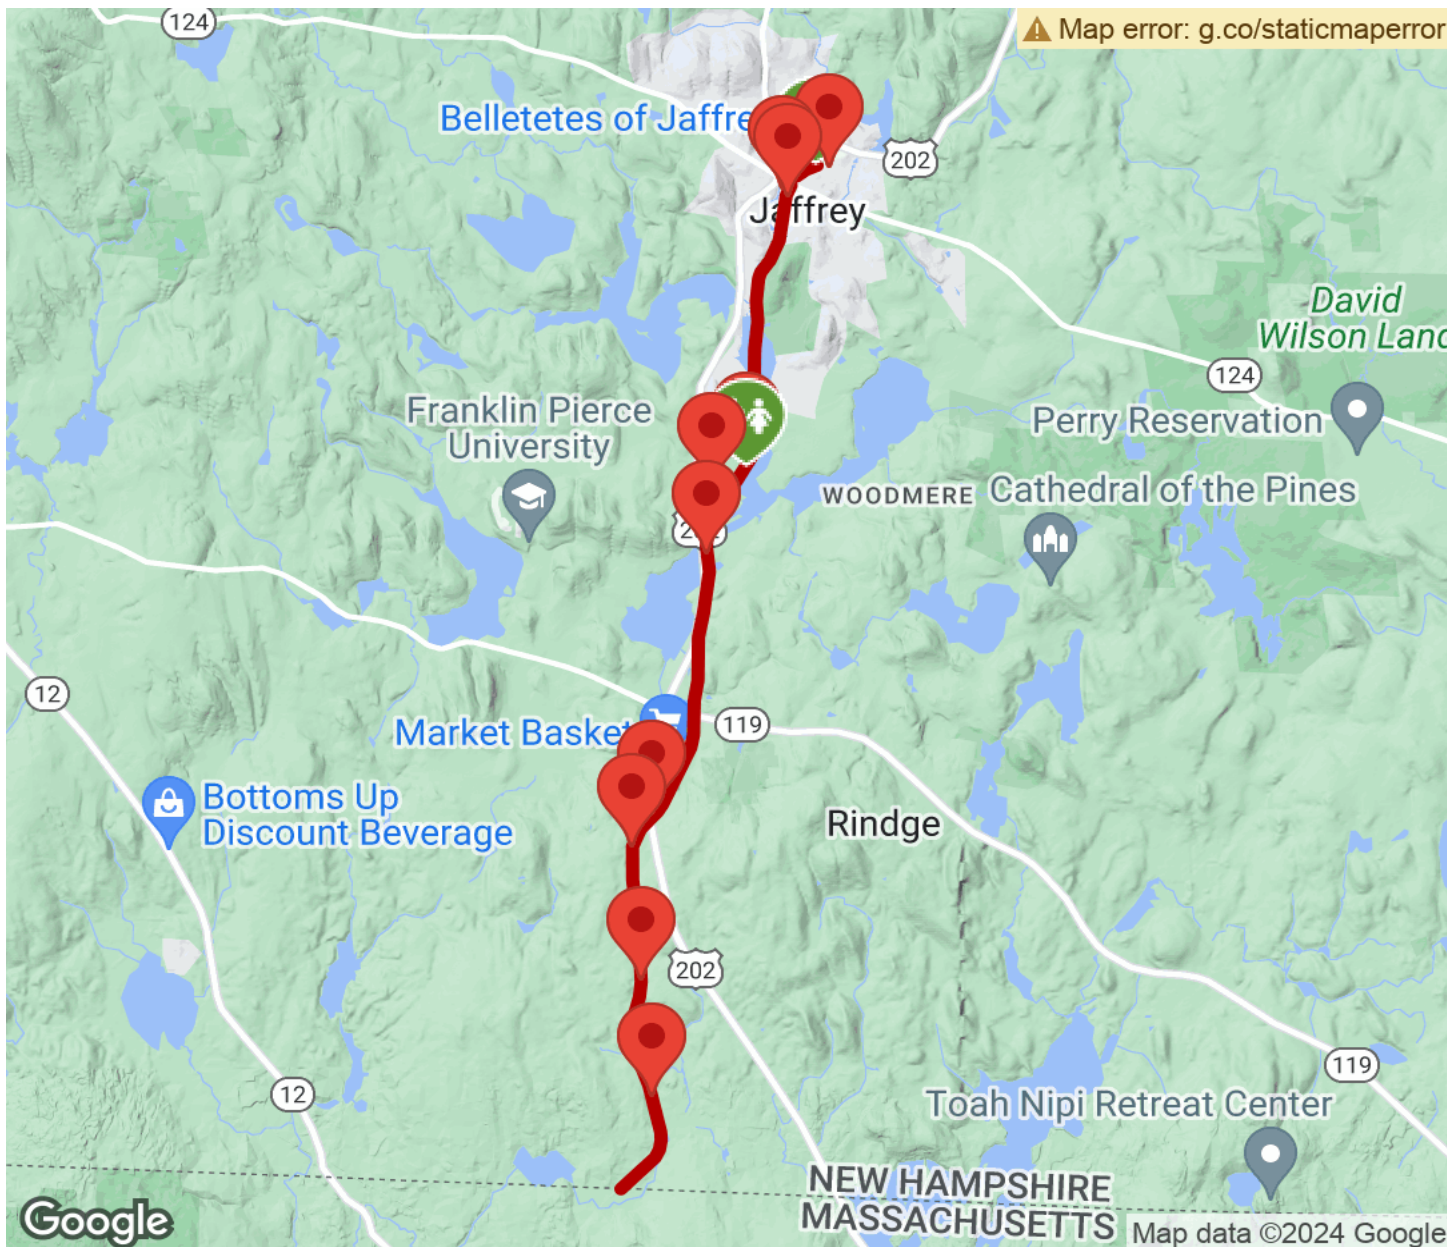 124
Map error: g.co/staticmaperror
Belletetes of Jaffre
202
Jaffrey
David
Wilson Land
124
Franklin Pierce
University
Perry Reservation
WOODMERE
Cathedral of the Pines
12
Market Basket
119
Bottoms Up
Discount Beverage
Rindge
202
119
12
Toah Nipi Retreat Center
NEW HAMPSHIRE
MASSACHUSETTS
Google
Map data ©2024 Google